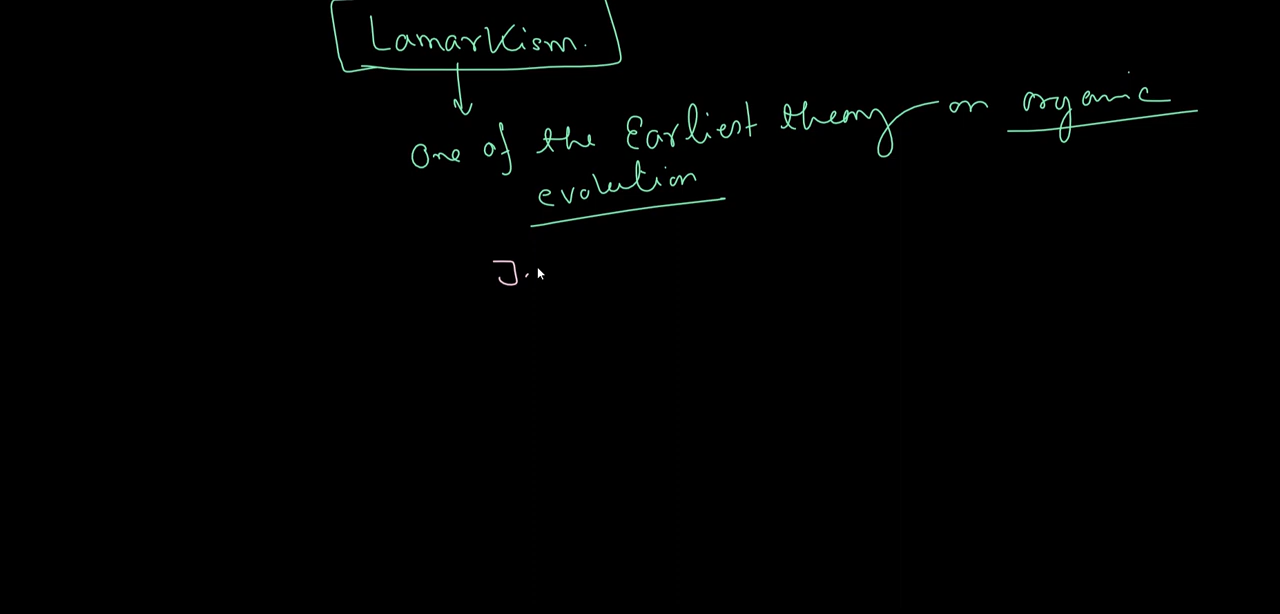 LamarKism.
One of the Earliest theory on organic
evolution
J.